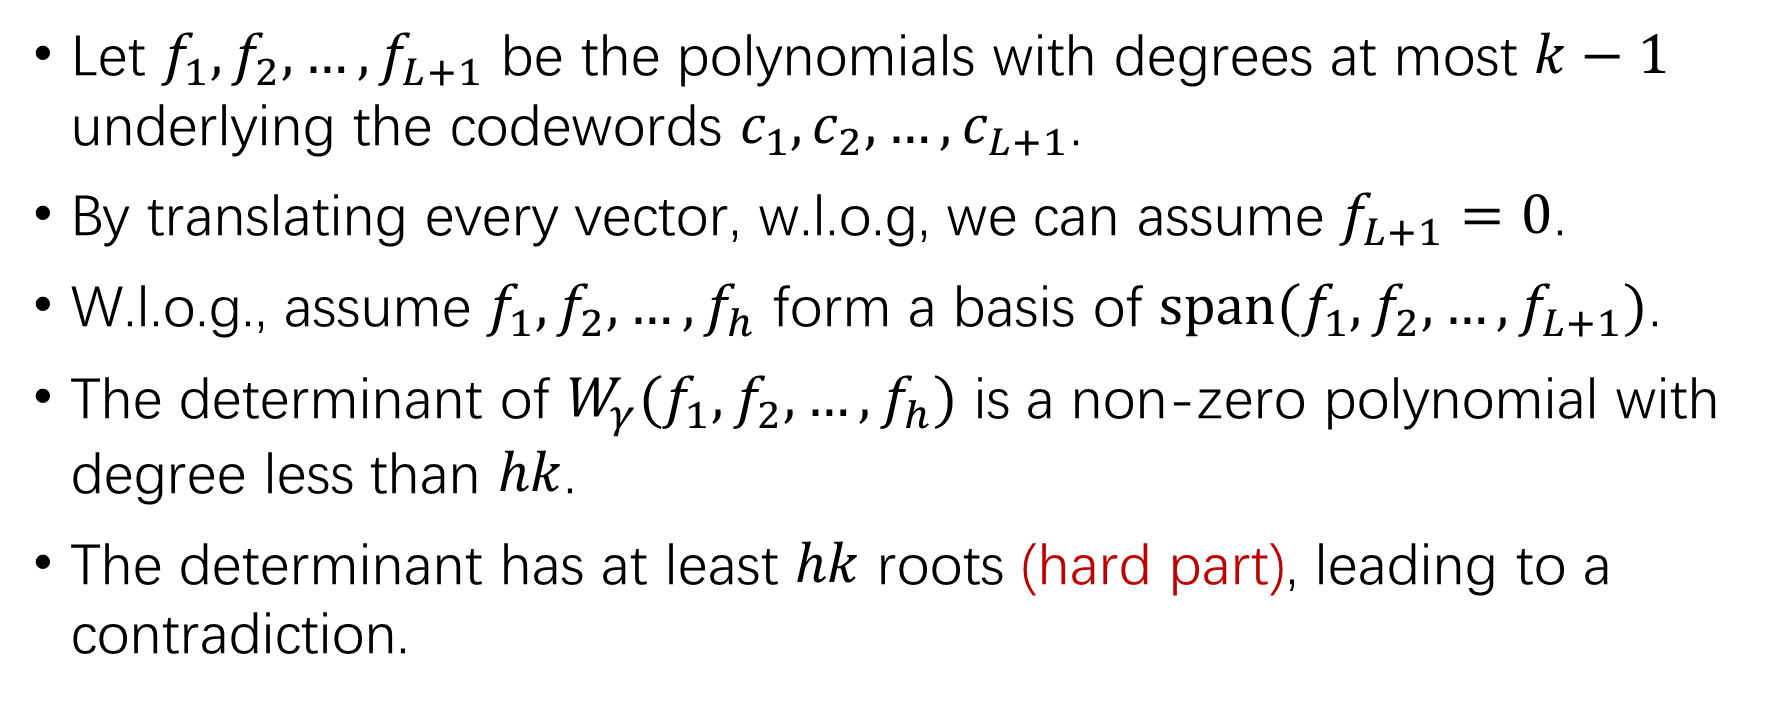 • Let f₁, f₂, … , f_{L+1} be the polynomials with degrees at most k − 1
underlying the codewords c₁, c₂, … , c_{L+1}.
• By translating every vector, w.l.o.g, we can assume f_{L+1} = 0.
• W.l.o.g., assume f₁, f₂, … , f_h form a basis of span(f₁, f₂, … , f_{L+1}).
• The determinant of W_γ(f₁, f₂, … , f_h) is a non-zero polynomial with
degree less than hk.
• The determinant has at least hk roots (hard part), leading to a
contradiction.